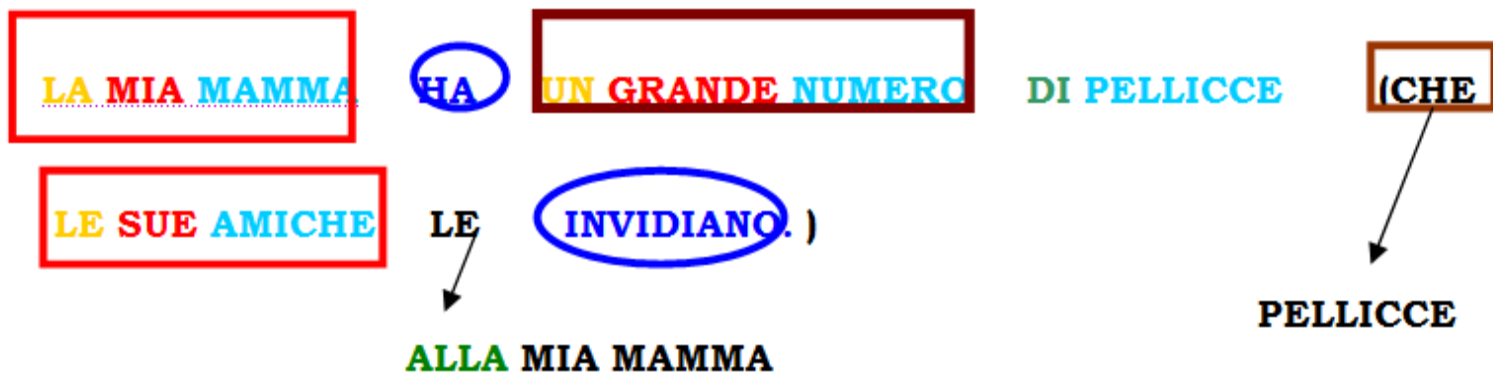 LA MIA MAMMA HA UN GRANDE NUMERO DI PELLICCE (CHE
LE SUE AMICHE LE INVIDIANO. )
PELLICCE
ALLA MIA MAMMA